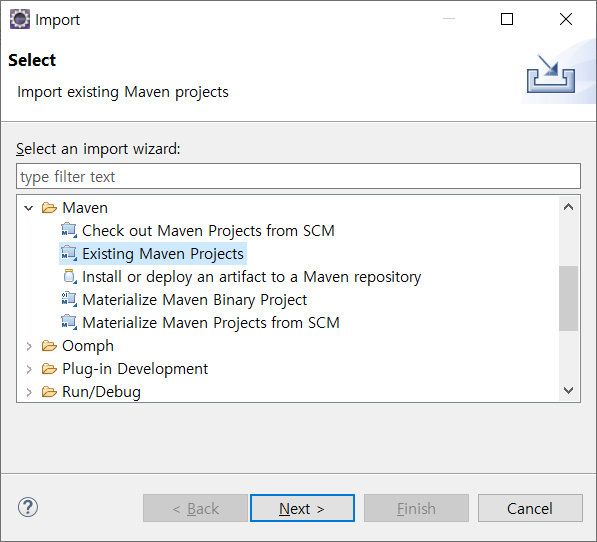 Import
Select
Import existing Maven projects
Select an import wizard:
type filter text
Maven
Check out Maven Projects from SCM
Existing Maven Projects
Install or deploy an artifact to a Maven repository
Materialize Maven Binary Project
Materialize Maven Projects from SCM
Oomph
Plug-in Development
Run/Debug
? < Back Next > Finish Cancel